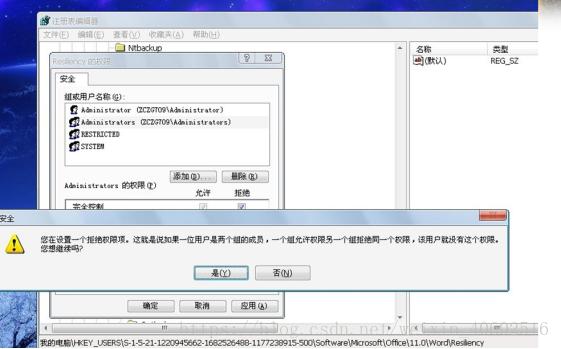 注册表编辑器
文件(F) 编辑(E) 查看(V) 收藏夹(A) 帮助(H)
Ntbackup
名称 类型
(默认) REG_SZ
Resiliency 的权限
安全
组或用户名称(G):
Administrator (ZCZG709\Administrator)
Administrators (ZCZG709\Administrators)
RESTRICTED
SYSTEM
添加(D)... 删除(R)
Administrators 的权限(P)
允许 拒绝
完全控制
安全
您在设置一个拒绝权限项。这就是说如果一位用户是两个组的成员，一个组允许权限另一个组拒绝同一个权限，该用户就没有这个权限。
您想继续吗?
是(Y) 否(N)
确定 取消 应用(A)
https://blog.csdn.net/weixin_40692516
我的电脑\HKEY_USERS\S-1-5-21-1220945662-1682526488-1177238915-500\Software\Microsoft\Office\11.0\Word\Resiliency